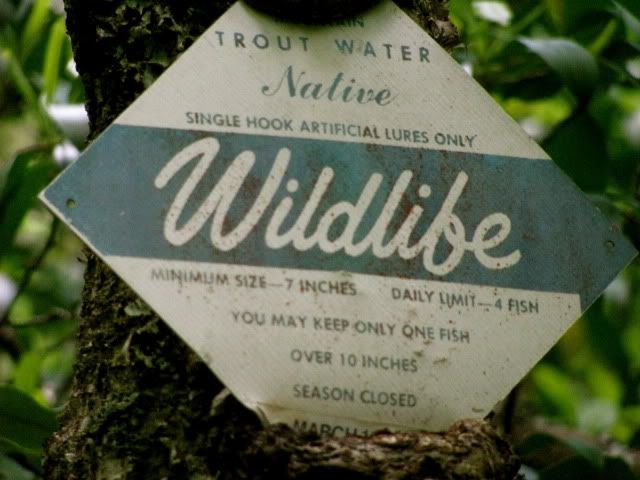 TROUT WATER
Native
SINGLE HOOK ARTIFICIAL LURES ONLY
Wildlife
MINIMUM SIZE—7 INCHES DAILY LIMIT—4 FISH
YOU MAY KEEP ONLY ONE FISH
OVER 10 INCHES
SEASON CLOSED
MARCH